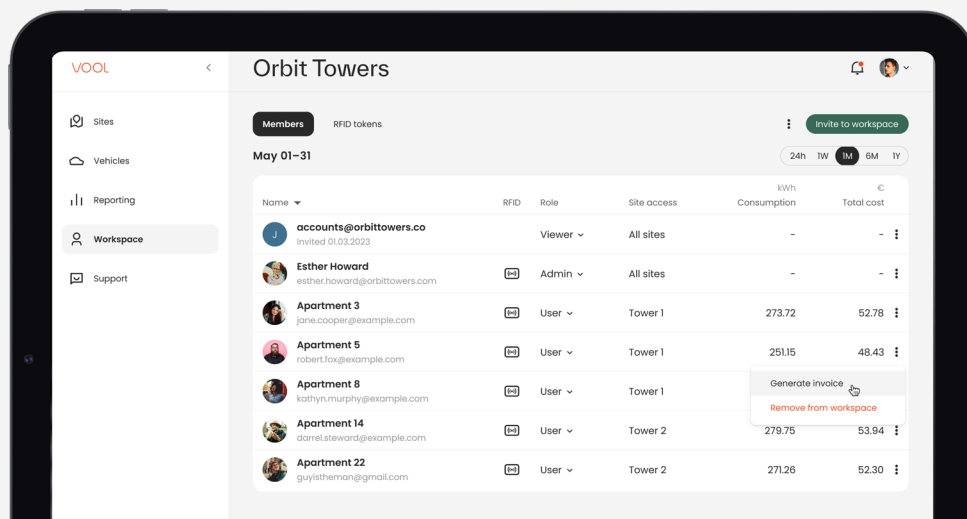 VOOL
Orbit Towers
Sites
Vehicles
Reporting
Workspace
Support
Members RFID tokens Invite to workspace
May 01–31 24h 1W 1M 6M 1Y
kWh €
Name RFID Role Site access Consumption Total cost
J accounts@orbittowers.co Viewer All sites - -
Invited 01.03.2023
Esther Howard Admin All sites - -
esther.howard@orbittowers.com
Apartment 3 User Tower 1 273.72 52.78
jane.cooper@example.com
Apartment 5 User Tower 1 251.15 48.43
robert.fox@example.com
Apartment 8 User Tower 1
kathyn.murphy@example.com
Generate invoice
Remove from workspace
Apartment 14 User Tower 2 279.75 53.94
darrel.steward@example.com
Apartment 22 User Tower 2 271.26 52.30
guyistheman@gmail.com